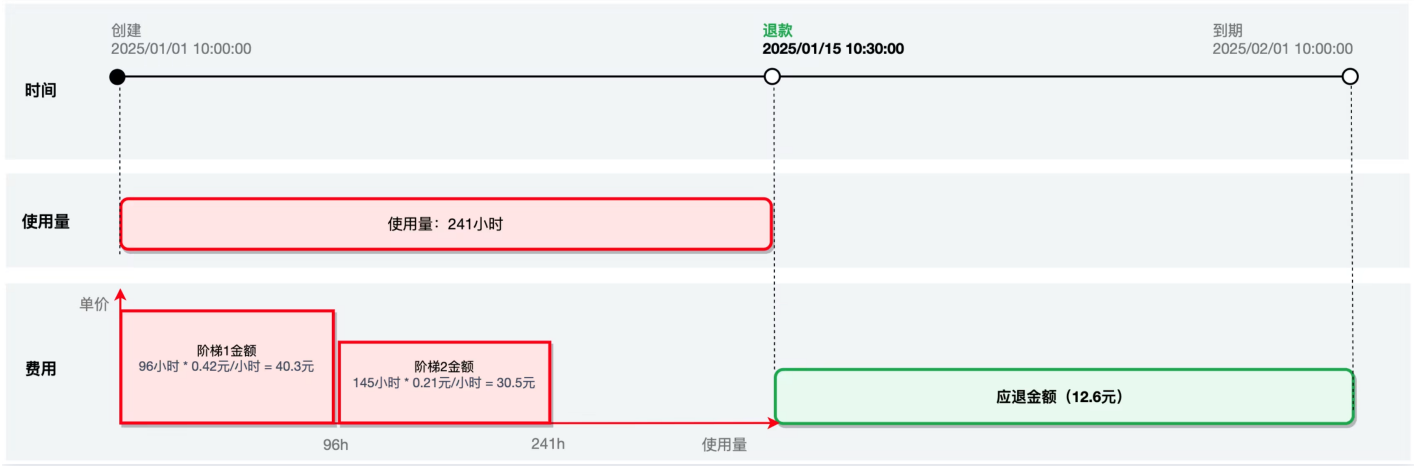 创建
2025/01/01 10:00:00
退款
2025/01/15 10:30:00
到期
2025/02/01 10:00:00
时间
使用量
使用量：241小时
单价
费用
阶梯1金额
96小时 * 0.42元/小时 = 40.3元
阶梯2金额
145小时 * 0.21元/小时 = 30.5元
应退金额（12.6元）
96h
241h
使用量